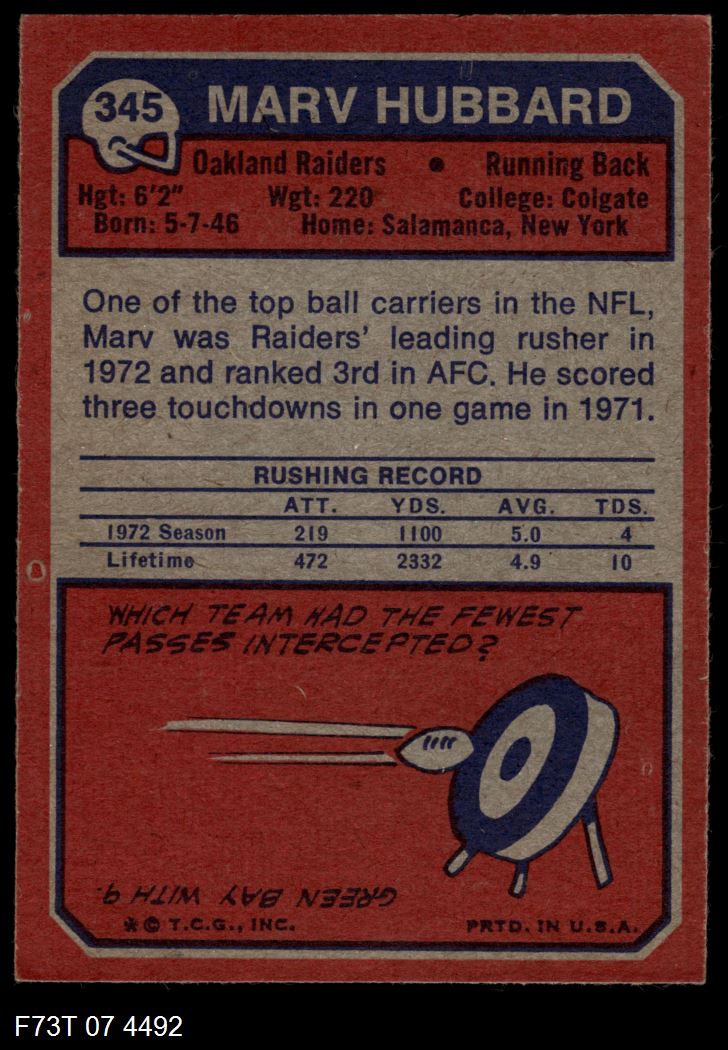 345
MARV HUBBARD
Oakland Raiders • Running Back
Hgt: 6'2" Wgt: 220 College: Colgate
Born: 5-7-46 Home: Salamanca, New York
One of the top ball carriers in the NFL,
Marv was Raiders' leading rusher in
1972 and ranked 3rd in AFC. He scored
three touchdowns in one game in 1971.
RUSHING RECORD
ATT. YDS. AVG. TDS.
1972 Season 219 1100 5.0 4
Lifetime 472 2332 4.9 10
WHICH TEAM HAD THE FEWEST
PASSES INTERCEPTED?
GREEN BAY WITH 9.
* © T.C.G., INC. PRTD. IN U.S.A.
F73T 07 4492